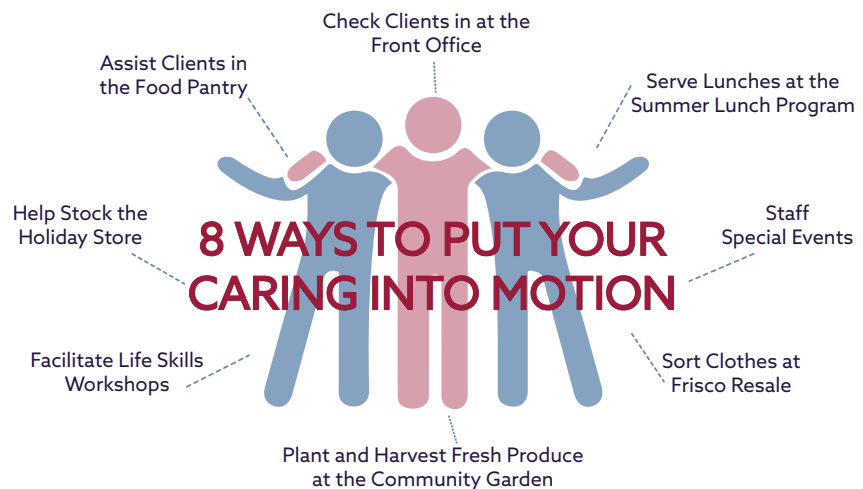 Check Clients in at the
Front Office
Assist Clients in
the Food Pantry
Serve Lunches at the
Summer Lunch Program
Help Stock the
Holiday Store
8 WAYS TO PUT YOUR
CARING INTO MOTION
Staff
Special Events
Facilitate Life Skills
Workshops
Sort Clothes at
Frisco Resale
Plant and Harvest Fresh Produce
at the Community Garden